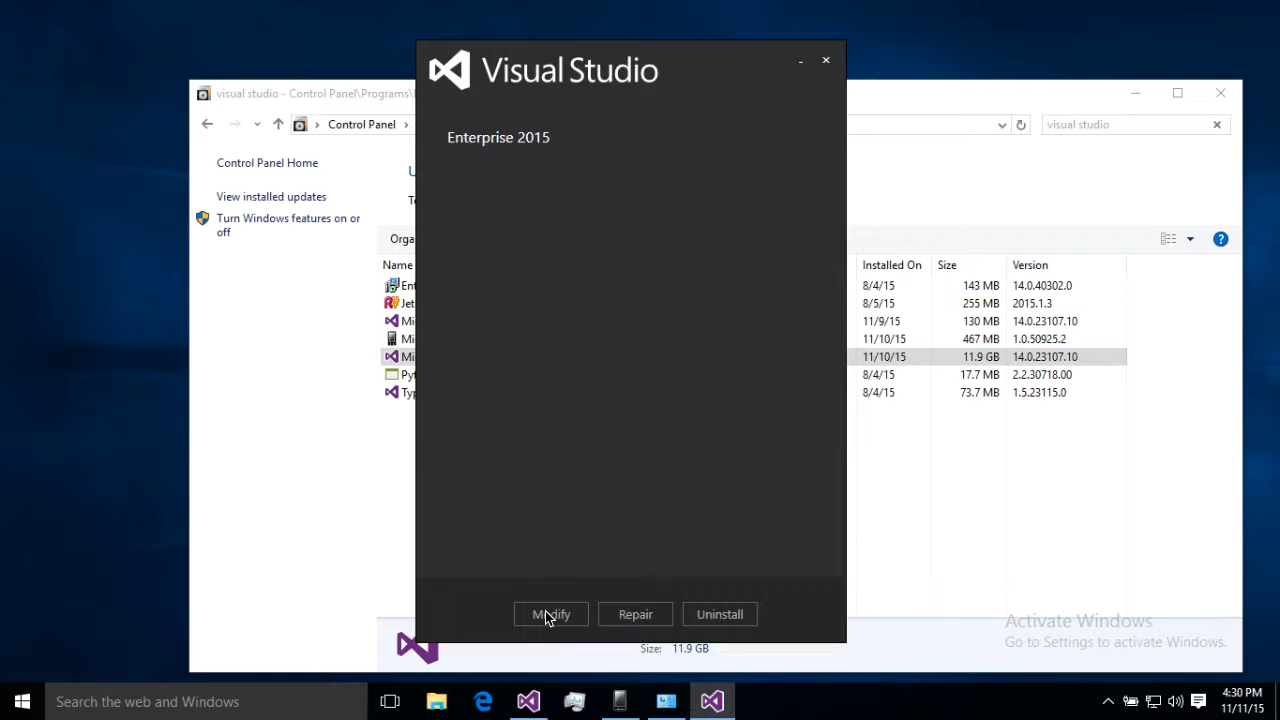 Visual Studio
-
×
Enterprise 2015
Modify
Repair
Uninstall
visual studio - Control Panel\Programs\
Control Panel
visual studio
Control Panel Home
View installed updates
Turn Windows features on or
off
Name
Installed On
Size
Version
8/4/15
143 MB
14.0.40302.0
8/5/15
255 MB
2015.1.3
11/9/15
130 MB
14.0.23107.10
11/10/15
467 MB
1.0.50925.2
11/10/15
11.9 GB
14.0.23107.10
8/4/15
17.7 MB
2.2.30718.00
8/4/15
73.7 MB
1.5.23115.0
Size: 11.9 GB
Activate Windows
Go to Settings to activate Windows.
Search the web and Windows
4:30 PM
11/11/15